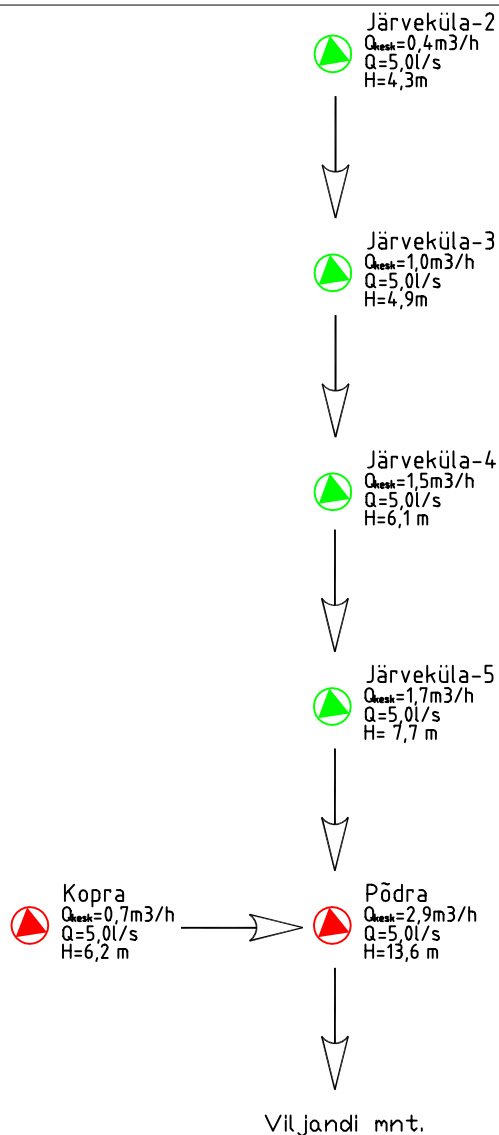 Järveküla-2
Qkesk=0,4m3/h
Q=5,0l/s
H=4,3m
Järveküla-3
Qkesk=1,0m3/h
Q=5,0l/s
H=4,9m
Järveküla-4
Qkesk=1,5m3/h
Q=5,0l/s
H=6,1 m
Järveküla-5
Qkesk=1,7m3/h
Q=5,0l/s
H= 7,7 m
Kopra
Qkesk=0,7m3/h
Q=5,0l/s
H=6,2 m
Põdra
Qkesk=2,9m3/h
Q=5,0l/s
H=13,6 m
Viljandi mnt.